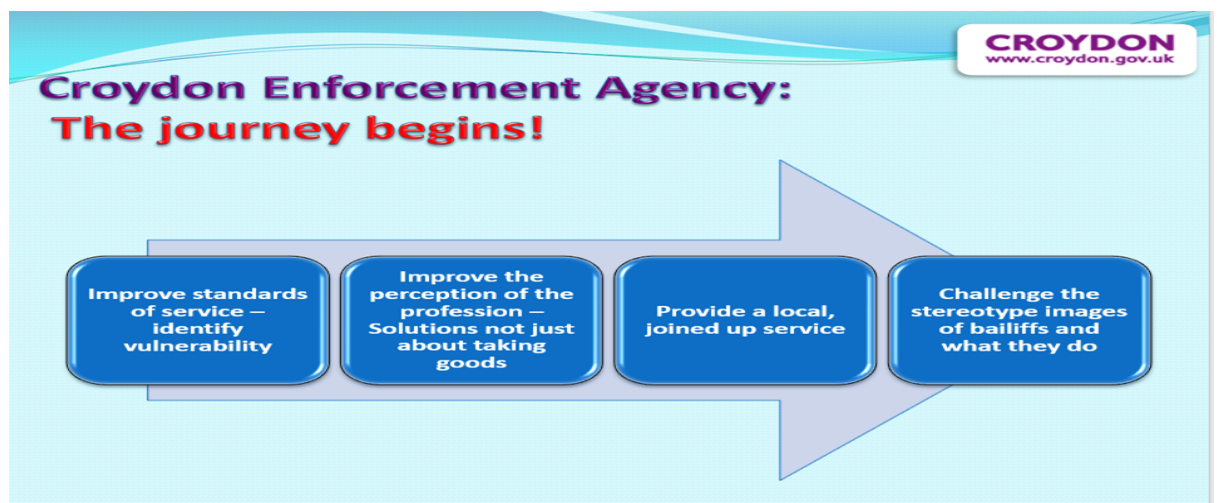 CROYDON
www.croydon.gov.uk
Croydon Enforcement Agency:
The journey begins!
Improve standards
of service –
identify
vulnerability
Improve the
perception of the
profession –
Solutions not just
about taking
goods
Provide a local,
joined up service
Challenge the
stereotype images
of bailiffs and
what they do